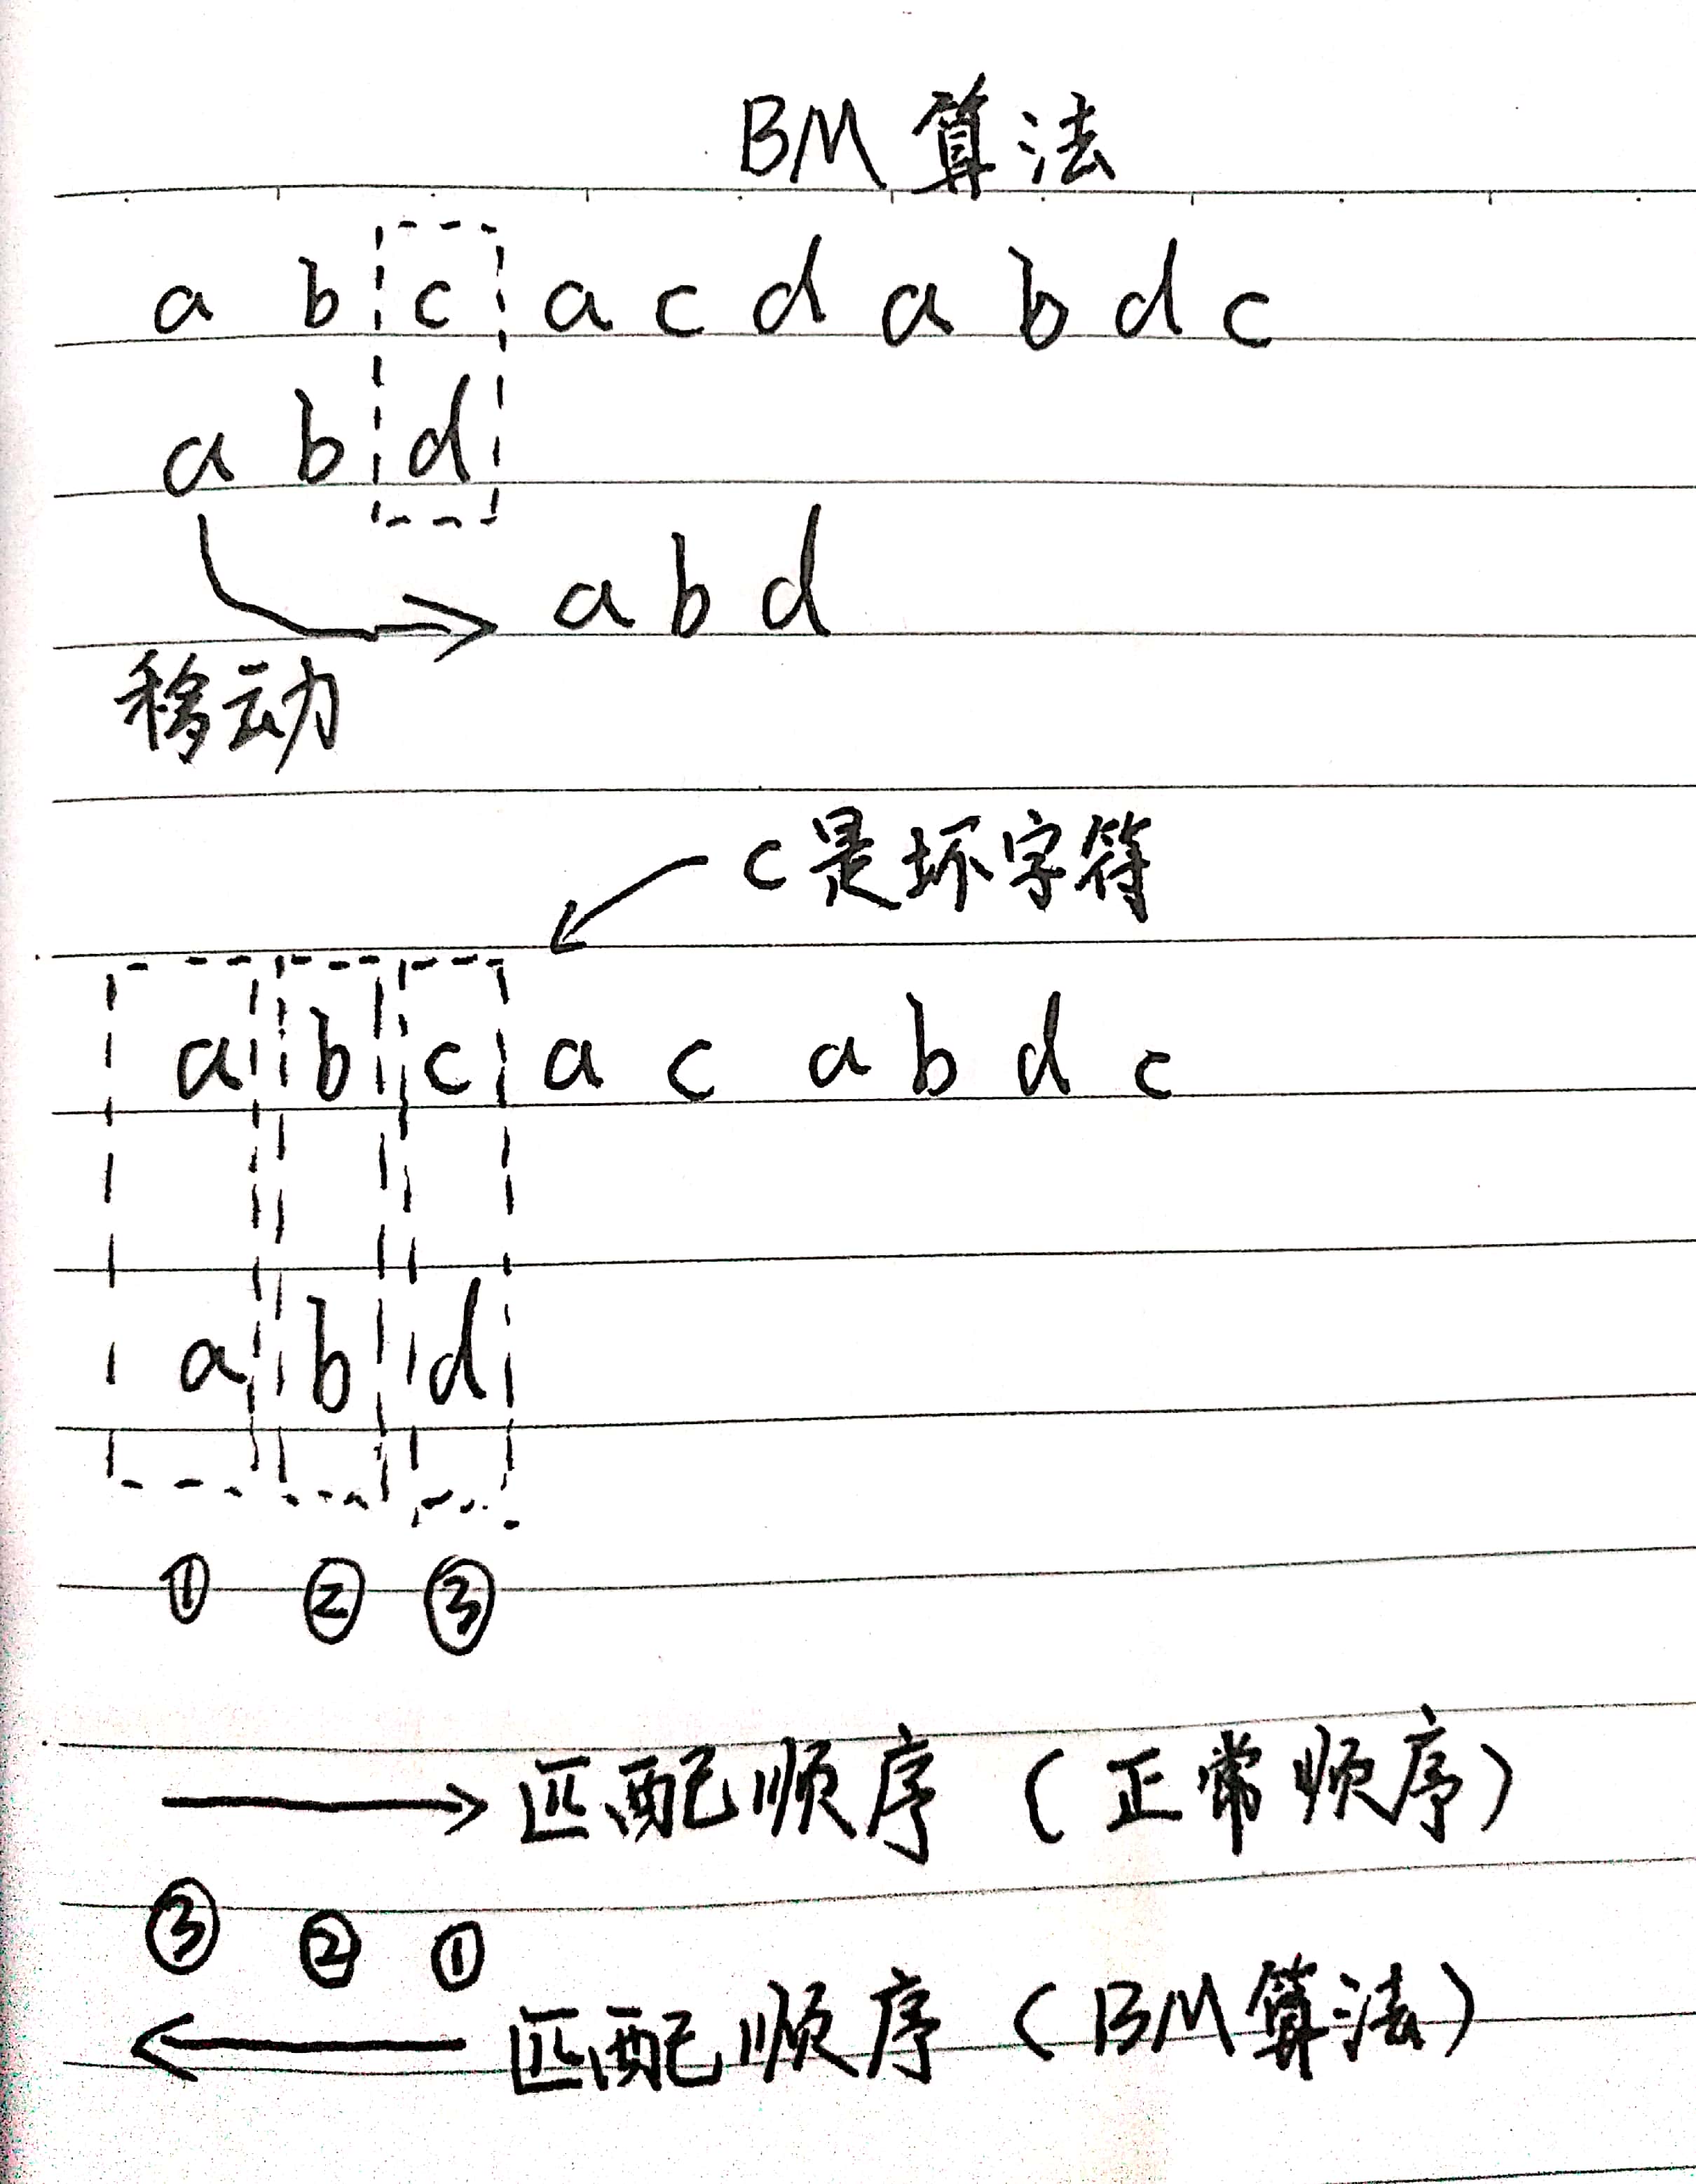 BM算法
a b c a c d a b d c
a b d
a b d
移动
c是坏字符
a b c a c a b d c
a b d
① ② ③
匹配顺序（正常顺序）
③ ② ①
匹配顺序（BM算法）